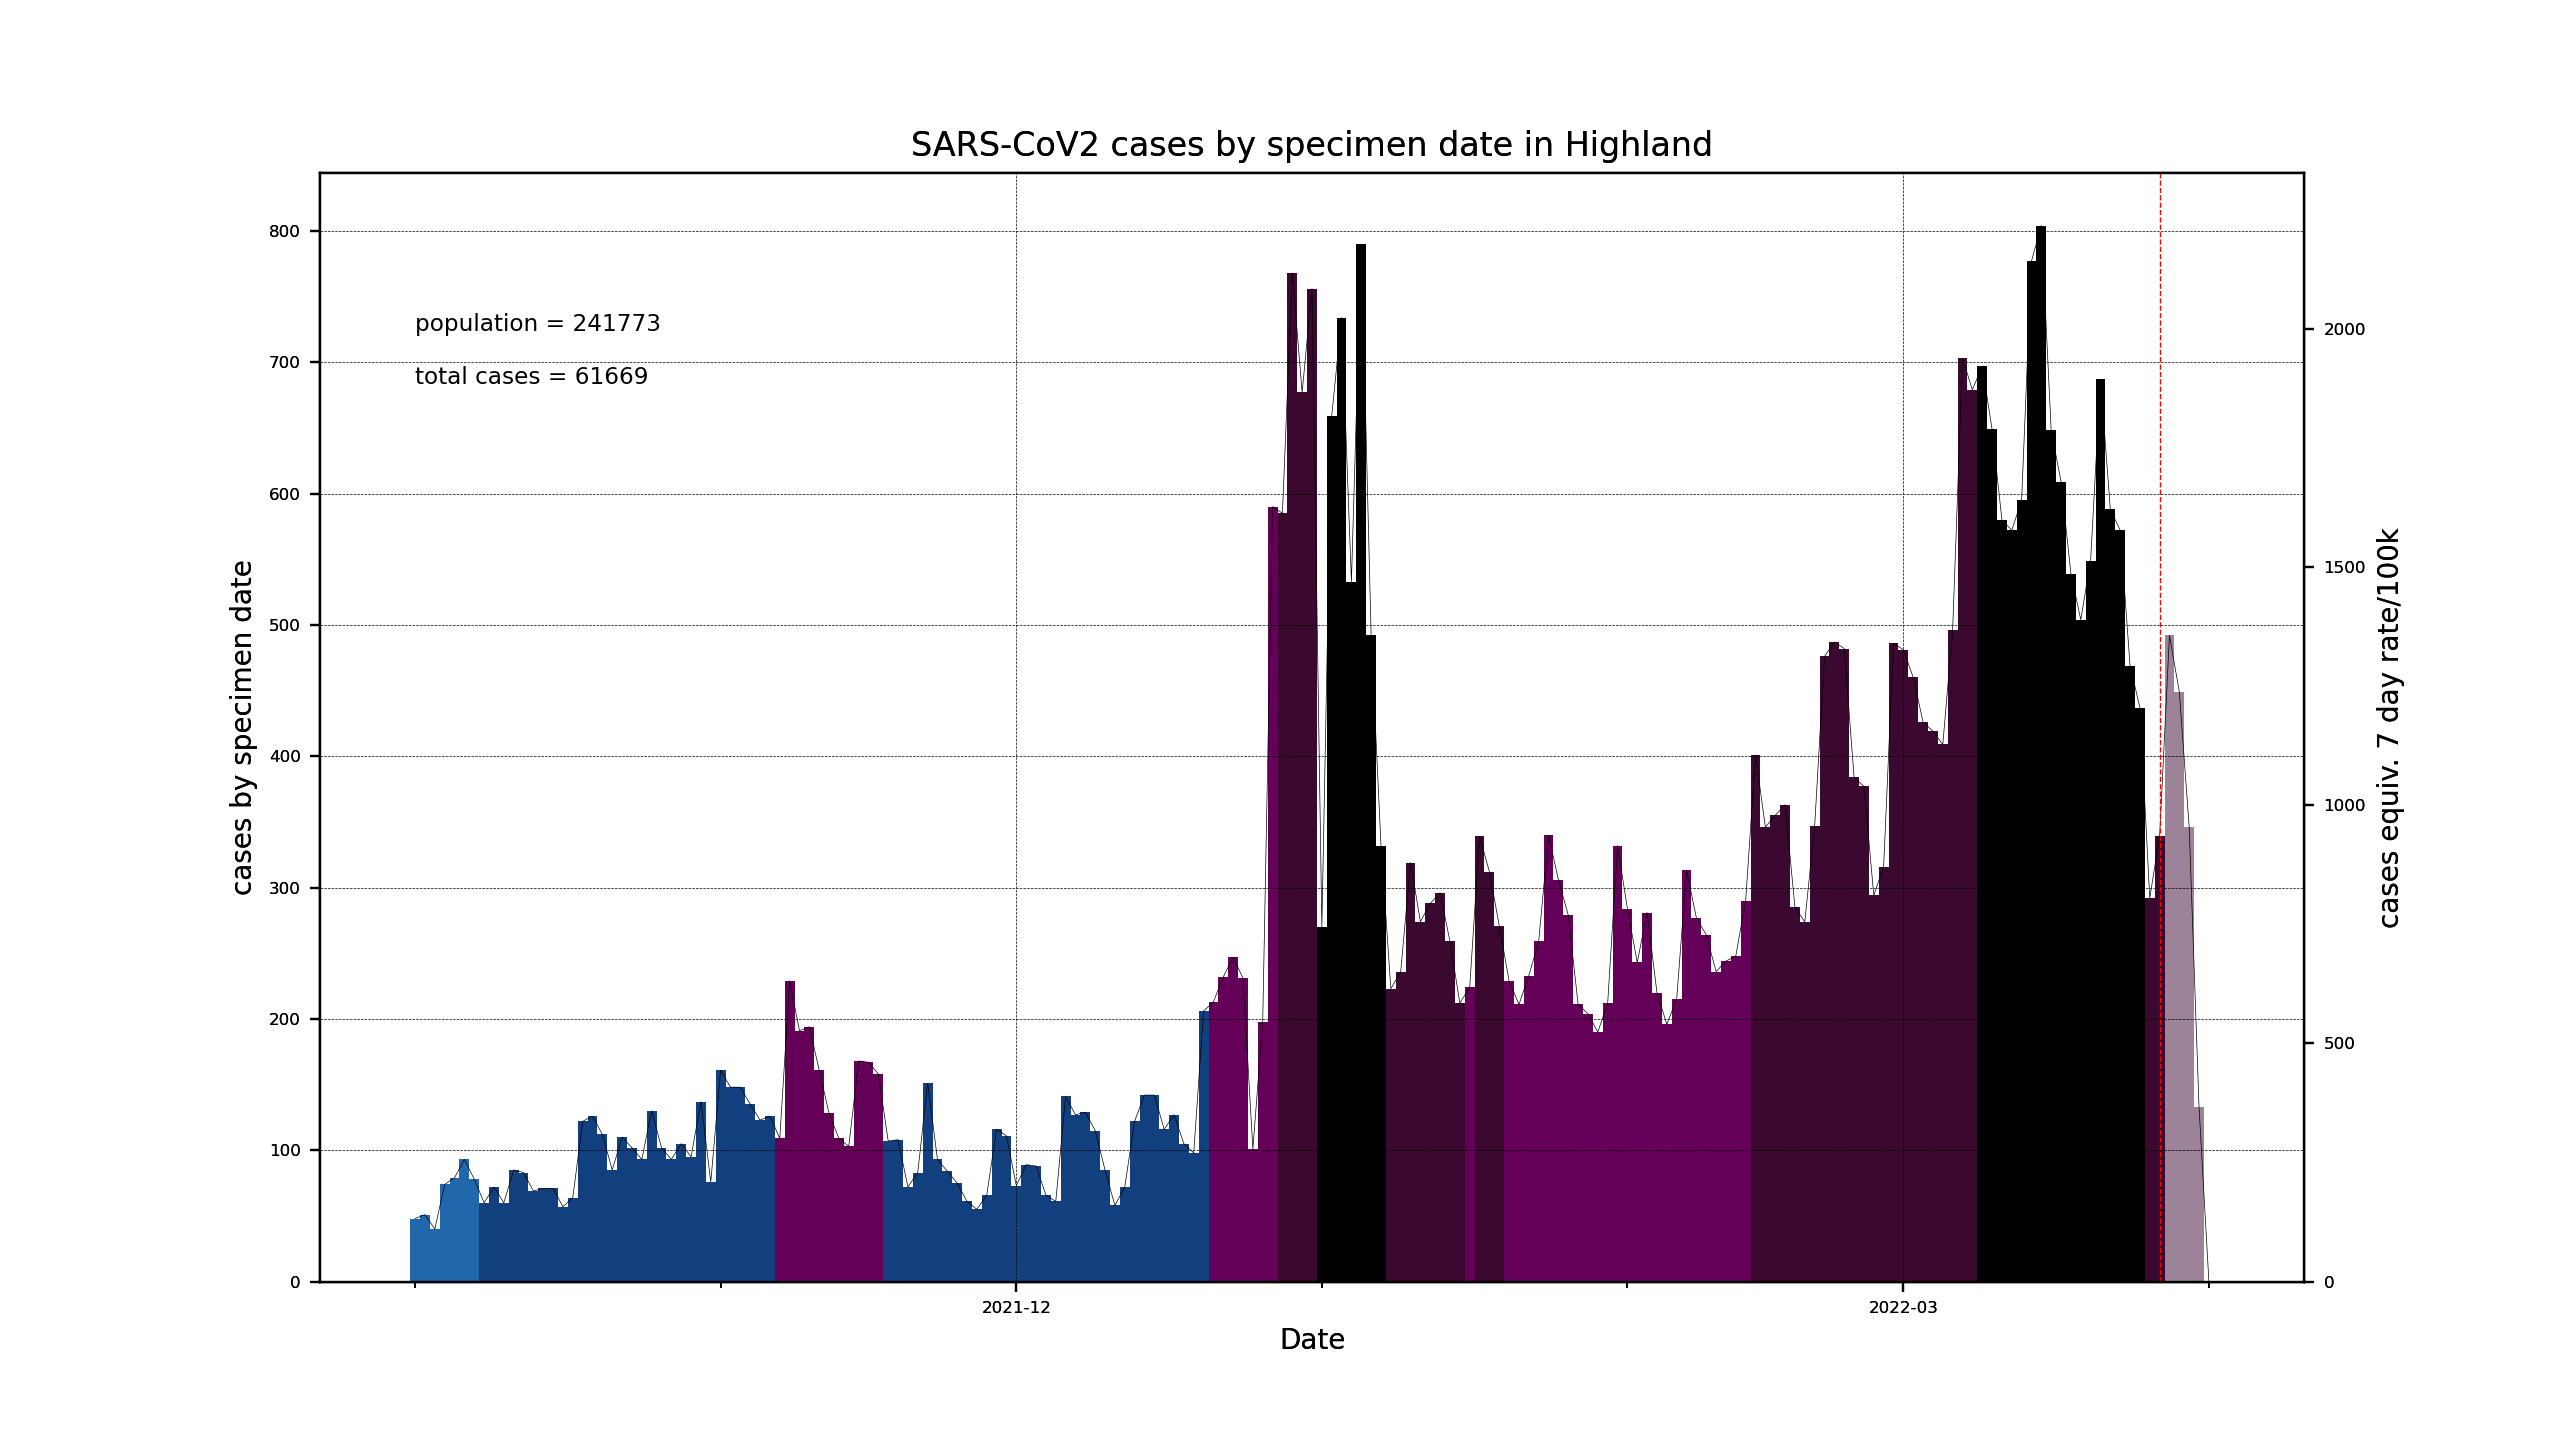 SARS-CoV2 cases by specimen date in Highland
population = 241773
total cases = 61669
cases by specimen date
800
700
600
500
400
300
200
100
0
2000
1500
1000
500
0
cases equiv. 7 day rate/100k
2021-12
2022-03
Date